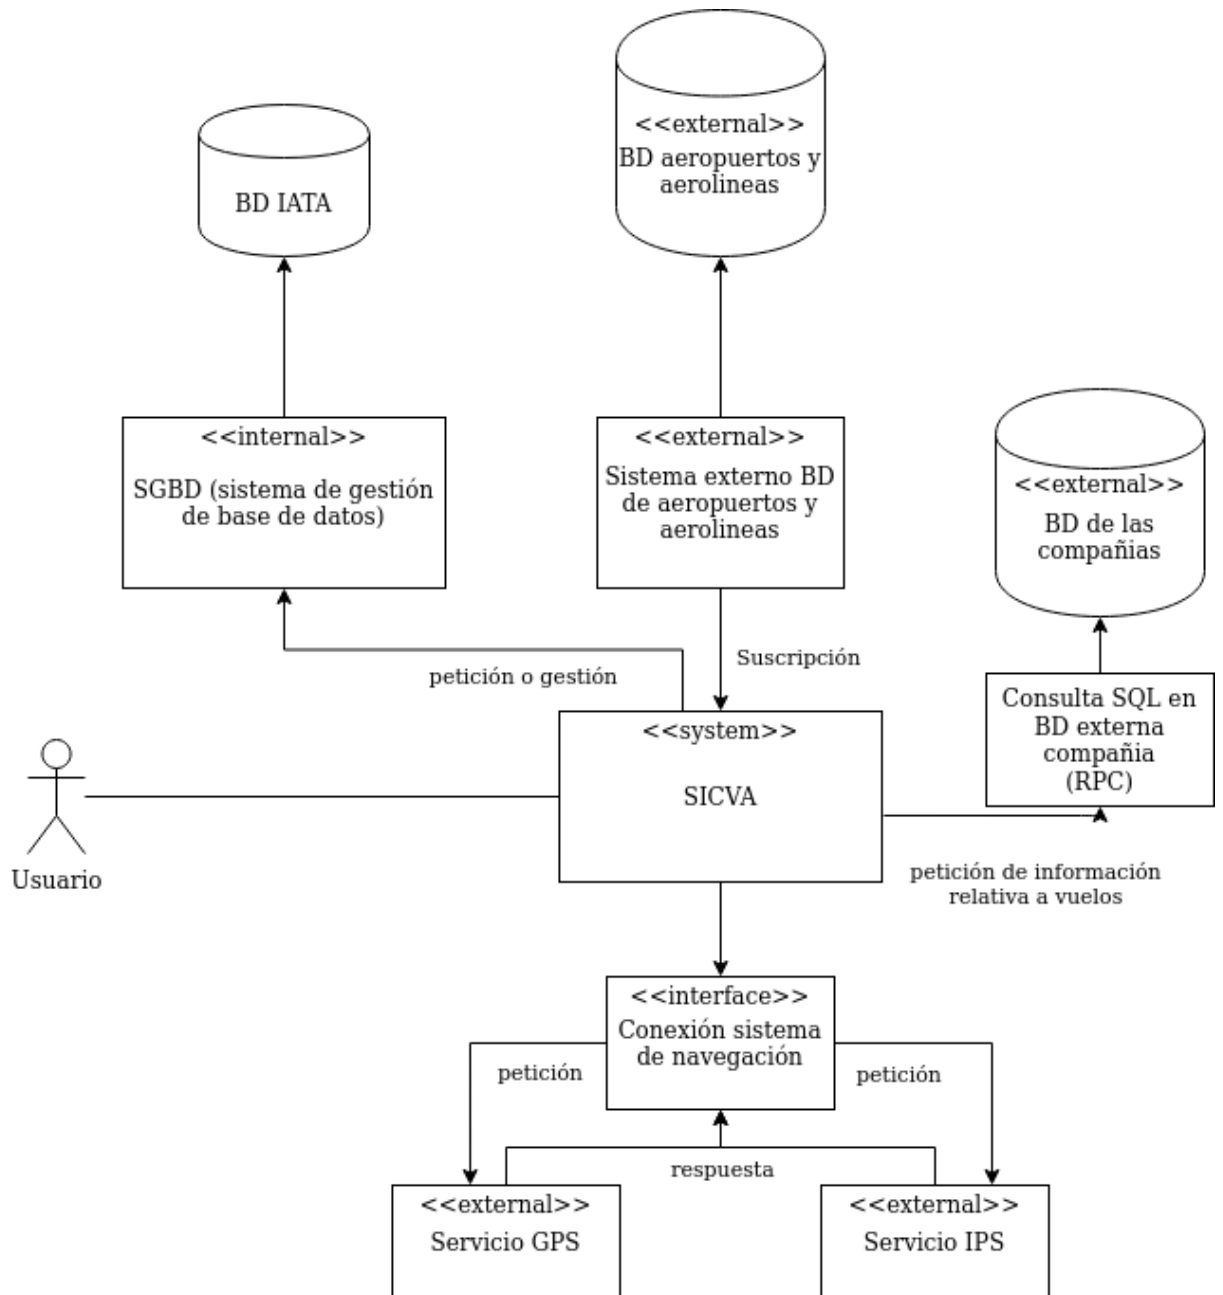 <<external>>
BD aeropuertos y
aerolineas
BD IATA
<<internal>>
SGBD (sistema de gestión
de base de datos)
<<external>>
Sistema externo BD
de aeropuertos y
aerolineas
<<external>>
BD de las
compañias
petición o gestión
Suscripción
Consulta SQL en
BD externa
compañia
(RPC)
<<system>>
SICVA
Usuario
petición de información
relativa a vuelos
<<interface>>
Conexión sistema
de navegación
petición
petición
respuesta
<<external>>
Servicio GPS
<<external>>
Servicio IPS